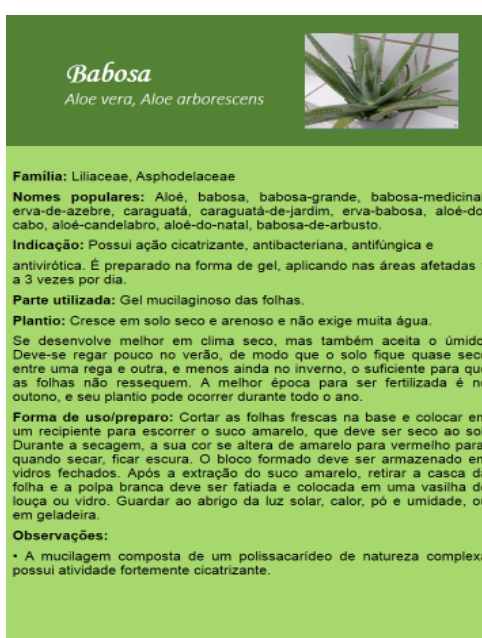 Babosa
Aloe vera, Aloe arborescens
Família: Liliaceae, Asphodelaceae
Nomes populares: Aloé, babosa, babosa-grande, babosa-medicinal
erva-de-azebre, caraguatá, caraguatá-de-jardim, erva-babosa, aloé-do
cabo, aloé-candelabro, aloé-do-natal, babosa-de-arbusto.
Indicação: Possui ação cicatrizante, antibacteriana, antifúngica e
antivirótica. É preparado na forma de gel, aplicando nas áreas afetadas
a 3 vezes por dia.
Parte utilizada: Gel mucilaginoso das folhas.
Plantio: Cresce em solo seco e arenoso e não exige muita água.
Se desenvolve melhor em clima seco, mas também aceita o úmido
Deve-se regar pouco no verão, de modo que o solo fique quase sec
entre uma rega e outra, e menos ainda no inverno, o suficiente para qu
as folhas não ressequem. A melhor época para ser fertilizada é n
outono, e seu plantio pode ocorrer durante todo o ano.
Forma de uso/preparo: Cortar as folhas frescas na base e colocar em
um recipiente para escorrer o suco amarelo, que deve ser seco ao so
Durante a secagem, a sua cor se altera de amarelo para vermelho para
quando secar, ficar escura. O bloco formado deve ser armazenado em
vidros fechados. Após a extração do suco amarelo, retirar a casca da
folha e a polpa branca deve ser fatiada e colocada em uma vasilha d
louça ou vidro. Guardar ao abrigo da luz solar, calor, pó e umidade, o
em geladeira.
Observações:
• A mucilagem composta de um polissacarídeo de natureza complexa
possui atividade fortemente cicatrizante.